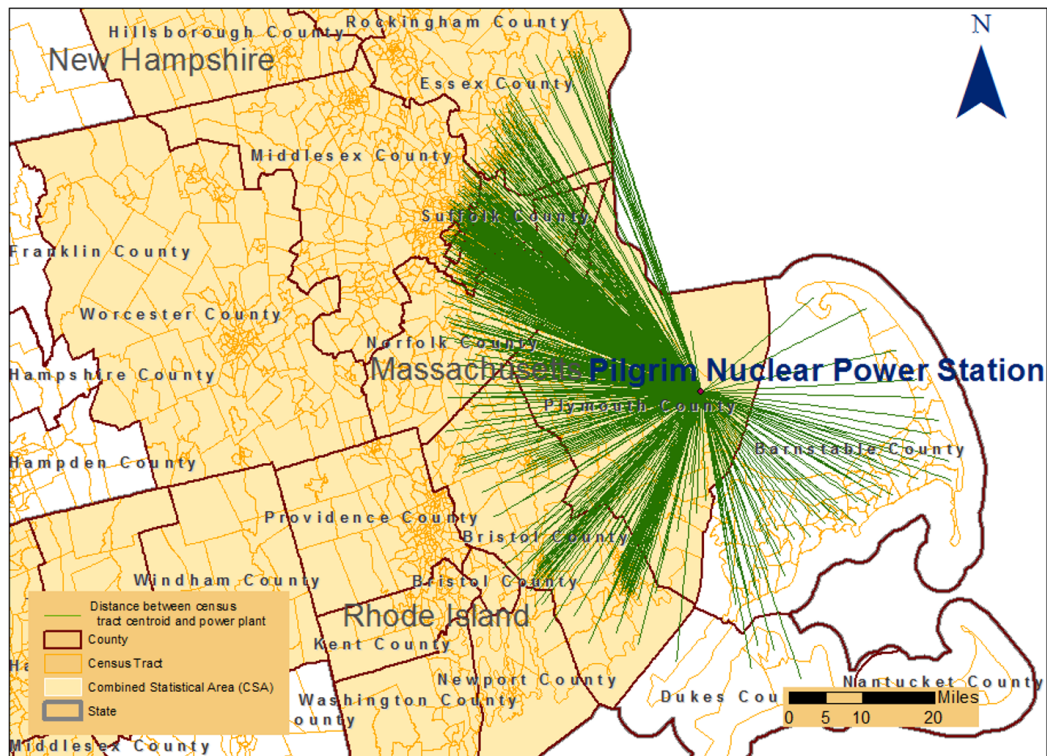 Rockingham County
Hillsborough County
N
New Hampshire
Essex County
Middlesex County
Suffolk County
Franklin County
Worcester County
Norfolk County
Massachusetts
Pilgrim Nuclear Power Station
Hampshire County
Plymouth County
Barnstable County
Hampden County
Providence County
Bristol County
Windham County
Bristol County
Rhode Island
Kent County
Newport County
Washington County
Dukes Cou
Nantucket County
ounty
Middlesex County
Distance between census
tract centroid and power plant
County
Census Tract
Combined Statistical Area (CSA)
State
Miles
0 5 10 20